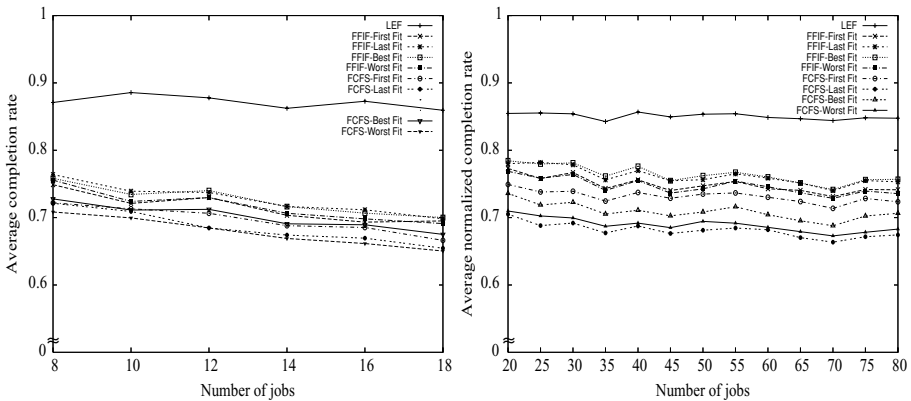 1
0.9
0.8
0.7
0.6
0
8 10 12 14 16 18
Average completion rate
Number of jobs
LEF
FFIF-First Fit
FFIF-Last Fit
FFIF-Best Fit
FFIF-Worst Fit
FCFS-First Fit
FCFS-Last Fit
FCFS-Best Fit
FCFS-Worst Fit
1
0.9
0.8
0.7
0.6
0
20 25 30 35 40 45 50 55 60 65 70 75 80
Average normalized completion rate
Number of jobs
LEF
FFIF-First Fit
FFIF-Last Fit
FFIF-Best Fit
FFIF-Worst Fit
FCFS-First Fit
FCFS-Last Fit
FCFS-Best Fit
FCFS-Worst Fit